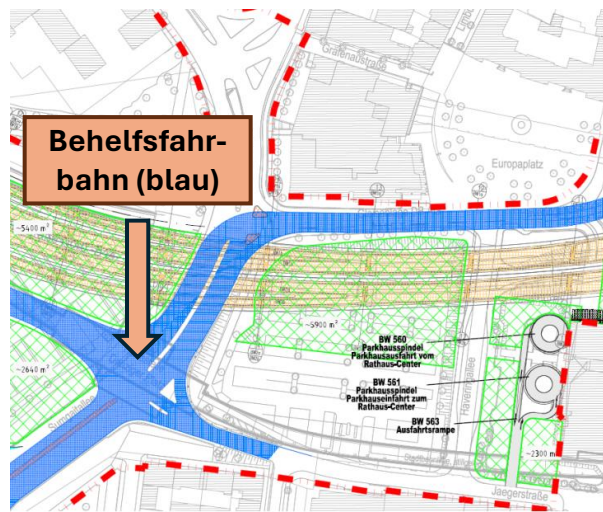 Gräfenaustraße
Europaplatz
Behelfsfahr-
bahn (blau)
~5400 m²
~5900 m²
BW 560
Parkhausspindel
Parkhausausfahrt vom
Rathaus-Center
~2640 m²
BW 561
Parkhausspindel
Parkhauseinfahrt zum
Rathaus-Center
BW 563
Ausfahrtsrampe
~2300 m²
Jaegerstraße